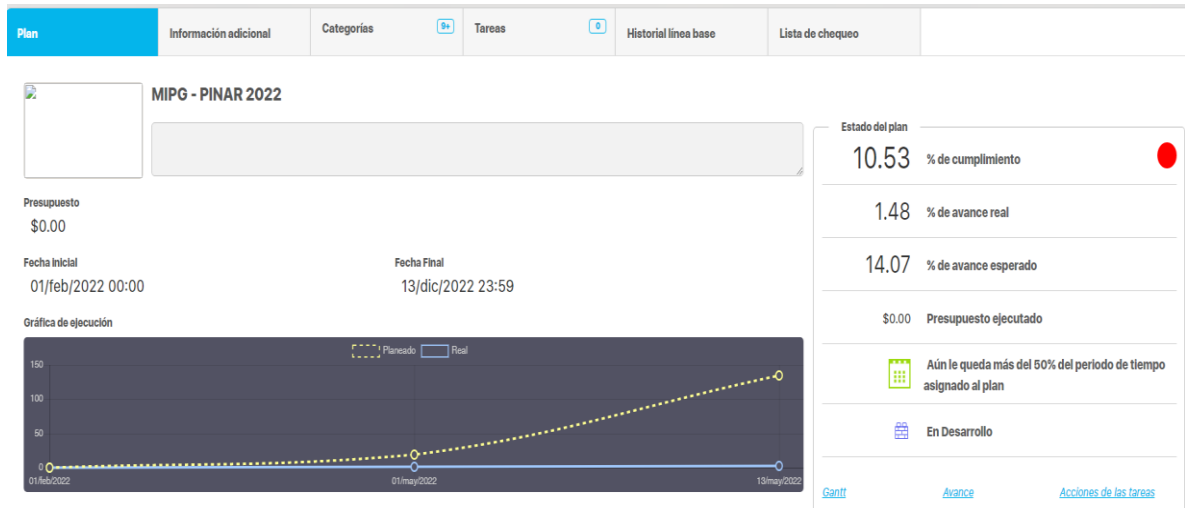 Plan
Información adicional
Categorías
9+
Tareas
0
Historial línea base
Lista de chequeo
MIPG - PINAR 2022
Presupuesto
$0.00
Fecha Inicial
Fecha Final
01/feb/2022 00:00
13/dic/2022 23:59
Gráfica de ejecución
Planeado
Real
150
100
50
0
01/feb/2022
01/may/2022
13/may/2022
Estado del plan
10.53 % de cumplimiento
1.48 % de avance real
14.07 % de avance esperado
$0.00 Presupuesto ejecutado
Aún le queda más del 50% del periodo de tiempo
asignado al plan
En Desarrollo
Gantt
Avance
Acciones de las tareas